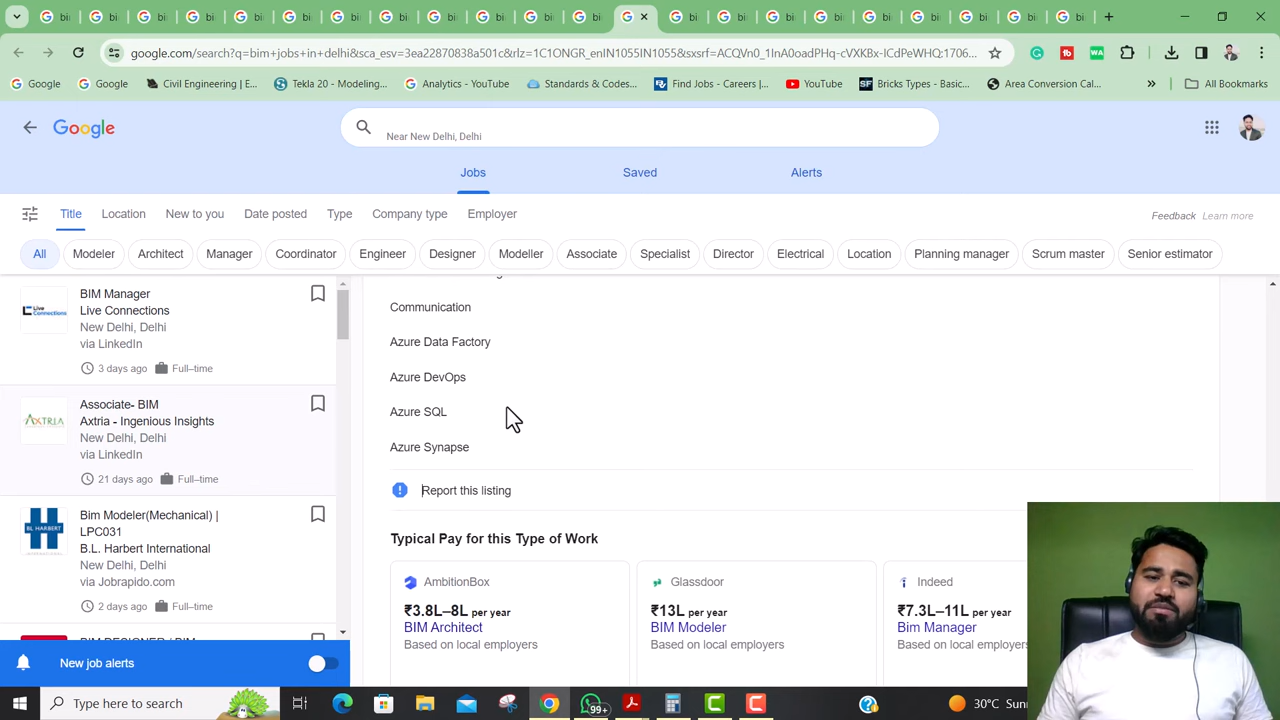 bi
google.com/search?q=bim+jobs+in+delhi&sca_esv=3ea22870838a501c&rlz=1C1ONGR_enIN1055IN1055&sxsrf=ACQVn0_1InA0oadPHq-cVXKBx-ICdPeWHQ:1706...
Google
Google
Civil Engineering | E...
Tekla 20 - Modeling...
Analytics - YouTube
Standards & Codes...
Find Jobs - Careers |...
YouTube
Bricks Types - Basic...
Area Conversion Cal...
All Bookmarks
Google
Near New Delhi, Delhi
Jobs
Saved
Alerts
Title
Location
New to you
Date posted
Type
Company type
Employer
Feedback
Learn more
All
Modeler
Architect
Manager
Coordinator
Engineer
Designer
Modeller
Associate
Specialist
Director
Electrical
Location
Planning manager
Scrum master
Senior estimator
BIM Manager
Live Connections
New Delhi, Delhi
via LinkedIn
3 days ago
Full–time
AXTRIA
Associate- BIM
Axtria - Ingenious Insights
New Delhi, Delhi
via LinkedIn
21 days ago
Full–time
BL HARBERT
Bim Modeler(Mechanical) |
LPC031
B.L. Harbert International
New Delhi, Delhi
via Jobrapido.com
2 days ago
Full–time
BIM DESIGNER | BIM
New job alerts
Communication
Azure Data Factory
Azure DevOps
Azure SQL
Azure Synapse
Report this listing
Typical Pay for this Type of Work
AmbitionBox
₹3.8L–8L per year
BIM Architect
Based on local employers
Glassdoor
₹13L per year
BIM Modeler
Based on local employers
Indeed
₹7.3L–11L per year
Bim Manager
Based on local employers
Type here to search
99+
30°C Sunn